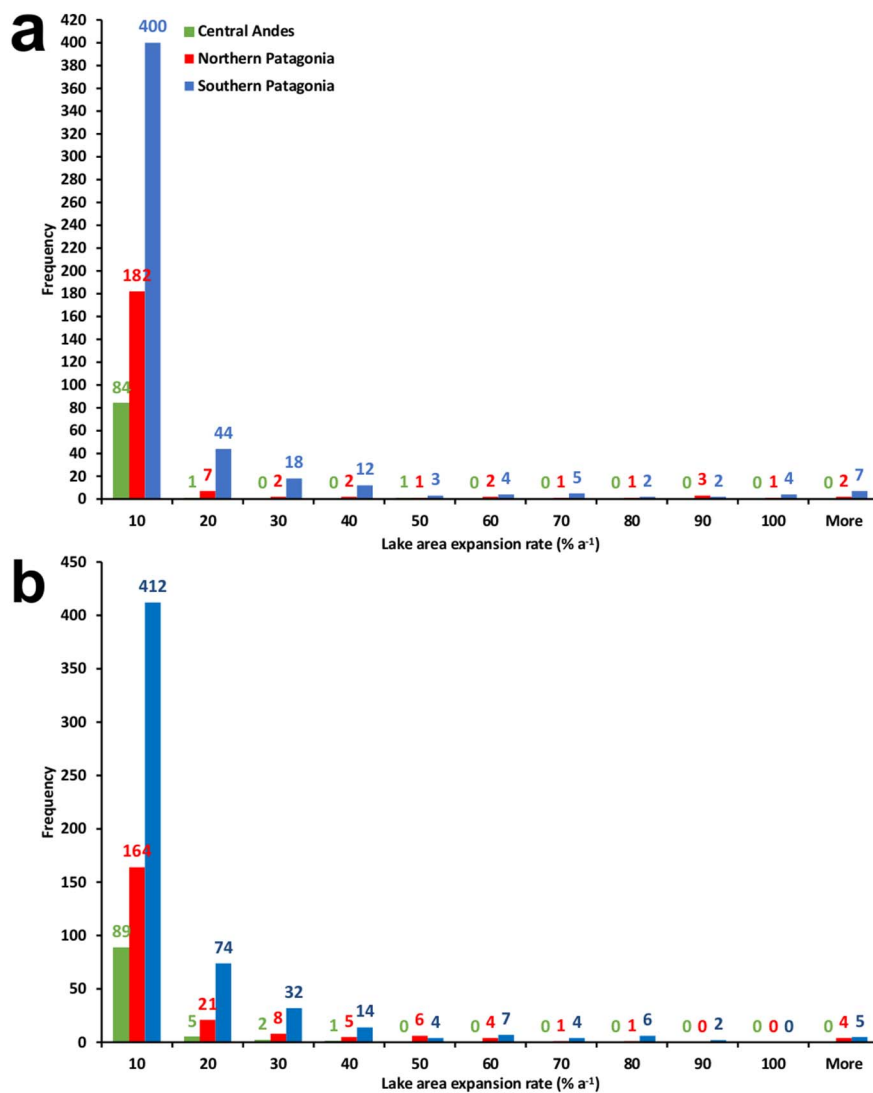 a
420
400
380
360
340
320
300
280
260
240
220
200
180
160
140
120
100
80
60
40
20
0
Frequency
Central Andes
Northern Patagonia
Southern Patagonia
84 182 400
1 7 44
0 2 18
0 2 12
1 1 3
0 2 4
0 1 5
0 1 2
0 3 2
0 1 4
0 2 7
10 20 30 40 50 60 70 80 90 100 More
Lake area expansion rate (% a⁻¹)
b
450
400
350
300
250
200
150
100
50
0
Frequency
89 164 412
5 21 74
2 8 32
1 5 14
0 6 4
0 4 7
0 1 4
0 1 6
0 0 2
0 0 0
0 4 5
10 20 30 40 50 60 70 80 90 100 More
Lake area expansion rate (% a⁻¹)